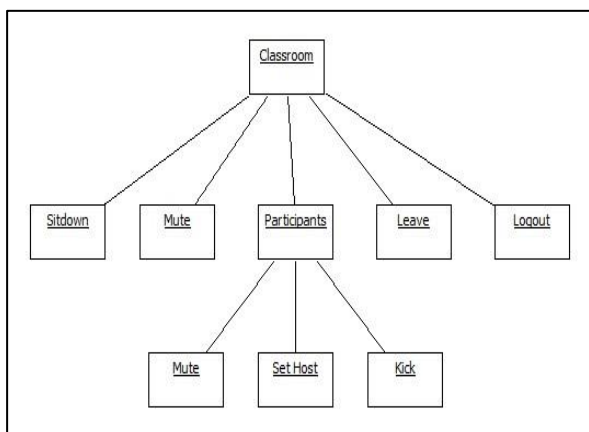 Classroom
Sitdown
Mute
Participants
Leave
Logout
Mute
Set Host
Kick